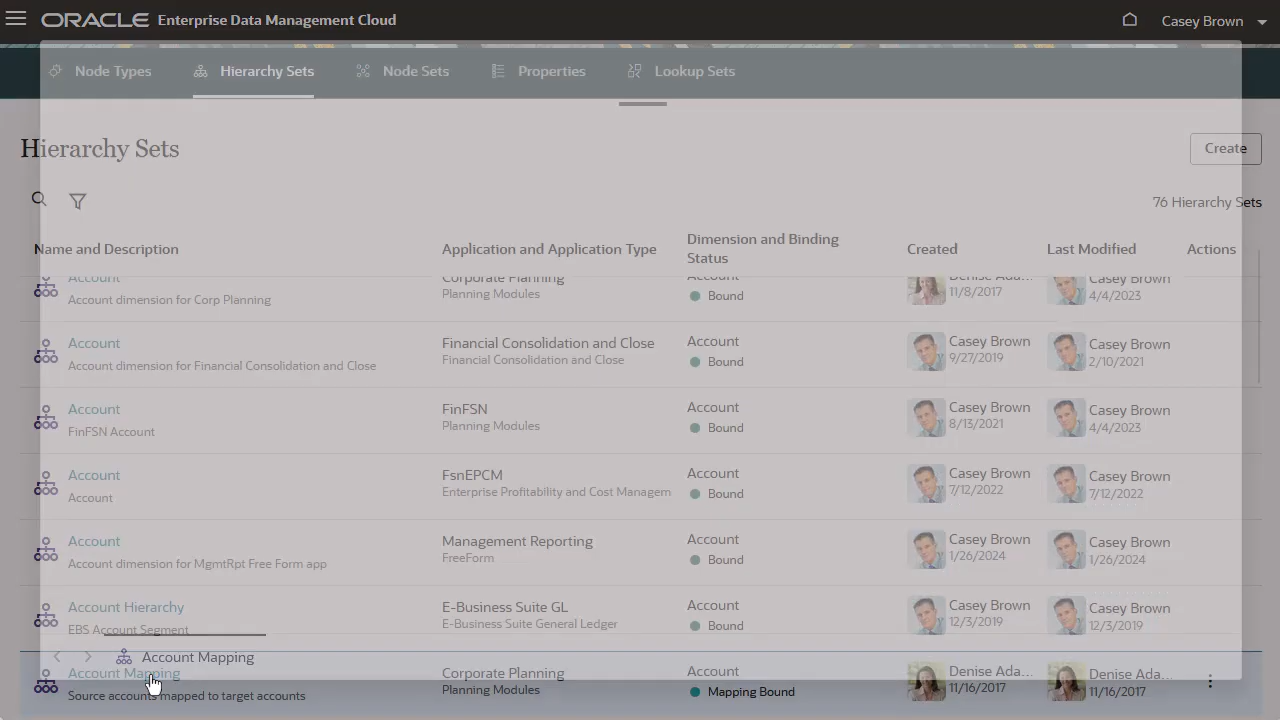 ORACLE Enterprise Data Management Cloud
Casey Brown
Node Types
Hierarchy Sets
Node Sets
Properties
Lookup Sets
Hierarchy Sets
Create
76 Hierarchy Sets
Name and Description
Application and Application Type
Dimension and Binding Status
Created
Last Modified
Actions
Account
Account dimension for Corp Planning
Corporate Planning
Planning Modules
Account
Bound
Denise Ada...
11/8/2017
Casey Brown
4/4/2023
Account
Account dimension for Financial Consolidation and Close
Financial Consolidation and Close
Financial Consolidation and Close
Account
Bound
Casey Brown
9/27/2019
Casey Brown
2/10/2021
Account
FinFSN Account
FinFSN
Planning Modules
Account
Bound
Casey Brown
8/13/2021
Casey Brown
4/4/2023
Account
Account
FsnEPCM
Enterprise Profitability and Cost Managem
Account
Bound
Casey Brown
7/12/2022
Casey Brown
7/12/2022
Account
Account dimension for MgmtRpt Free Form app
Management Reporting
FreeForm
Account
Bound
Casey Brown
1/26/2024
Casey Brown
1/26/2024
Account Hierarchy
EBS Account Segment
E-Business Suite GL
E-Business Suite General Ledger
Account
Bound
Casey Brown
12/3/2019
Casey Brown
12/3/2019
Account Mapping
Account Mapping
Source accounts mapped to target accounts
Corporate Planning
Planning Modules
Account
Mapping Bound
Denise Ada...
11/16/2017
Denise Ada...
11/16/2017